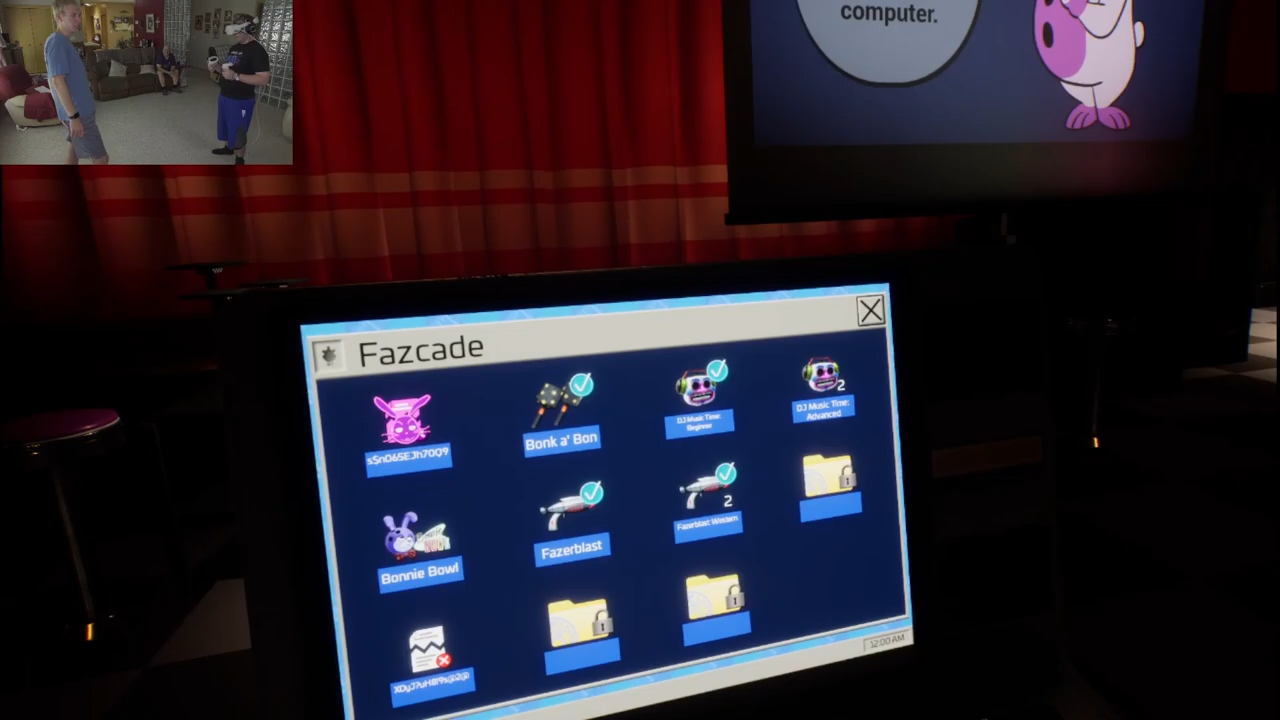 computer.
Fazcade
Bonk a' Bon
DJ Music Time:
Beginner
2
DJ Music Time:
Advanced
Bonnie Bowl
Fazerblast
2
Fazerblast Western
12:00 AM